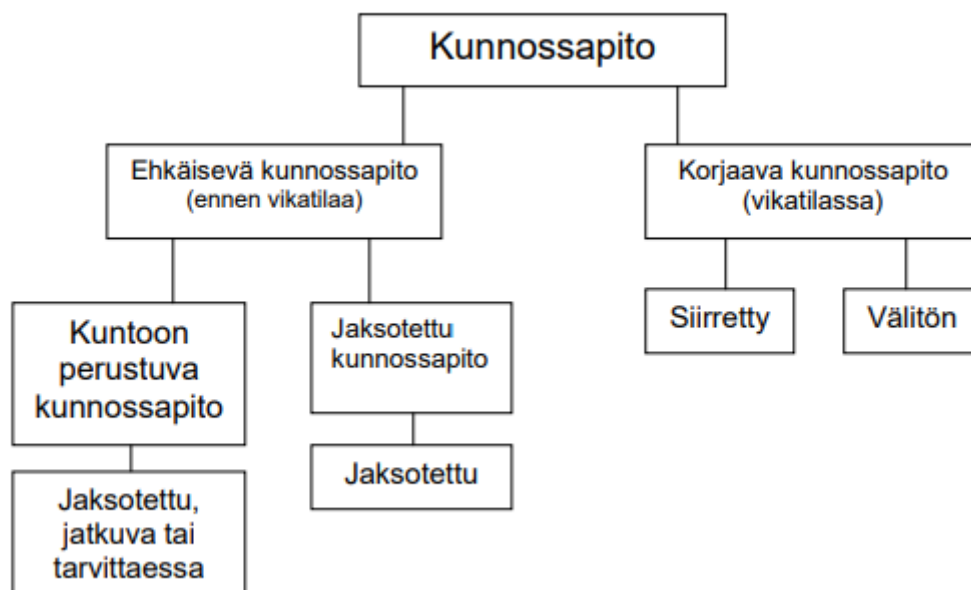 Kunnossapito
Ehkäisevä kunnossapito
(ennen vikatilaa)
Korjaava kunnossapito
(vikatilassa)
Kuntoon
perustuva
kunnossapito
Jaksotettu
kunnossapito
Siirretty
Välitön
Jaksotettu
Jaksotettu,
jatkuva tai
tarvittaessa